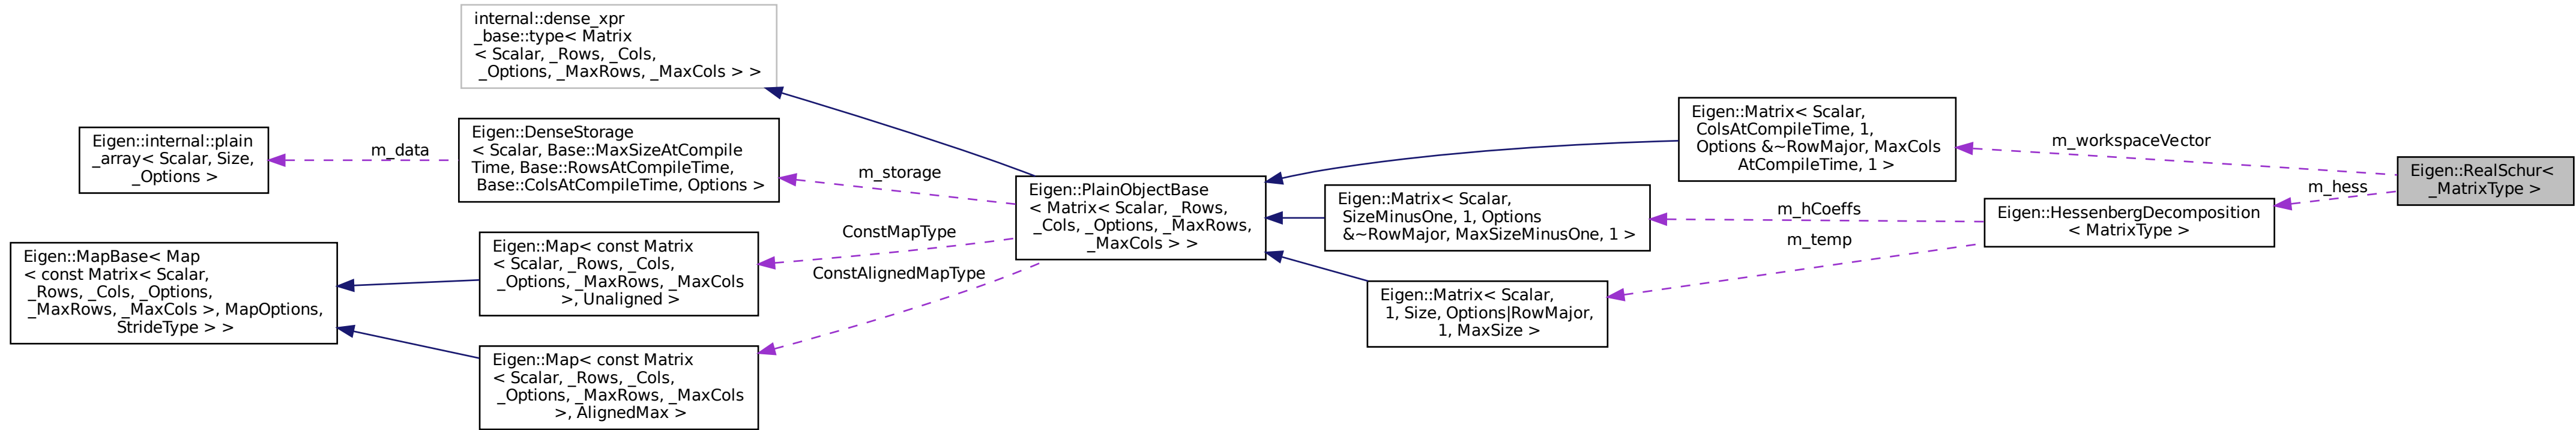 internal::dense_xpr
_base::type< Matrix
< Scalar, _Rows, _Cols,
_Options, _MaxRows, _MaxCols > >
Eigen::internal::plain
_array< Scalar, Size,
_Options >
m_data
Eigen::DenseStorage
< Scalar, Base::MaxSizeAtCompile
Time, Base::RowsAtCompileTime,
Base::ColsAtCompileTime, Options >
m_storage
Eigen::MapBase< Map
< const Matrix< Scalar,
_Rows, _Cols, _Options,
_MaxRows, _MaxCols >, MapOptions,
StrideType > >
Eigen::Map< const Matrix
< Scalar, _Rows, _Cols,
_Options, _MaxRows, _MaxCols
>, Unaligned >
ConstMapType
ConstAlignedMapType
Eigen::Map< const Matrix
< Scalar, _Rows, _Cols,
_Options, _MaxRows, _MaxCols
>, AlignedMax >
Eigen::PlainObjectBase
< Matrix< Scalar, _Rows,
_Cols, _Options, _MaxRows,
_MaxCols > >
Eigen::Matrix< Scalar,
ColsAtCompileTime, 1,
Options &~RowMajor, MaxCols
AtCompileTime, 1 >
m_workspaceVector
Eigen::Matrix< Scalar,
SizeMinusOne, 1, Options
&~RowMajor, MaxSizeMinusOne, 1 >
m_hCoeffs
m_temp
Eigen::Matrix< Scalar,
1, Size, Options|RowMajor,
1, MaxSize >
Eigen::HessenbergDecomposition
< MatrixType >
m_hess
Eigen::RealSchur<
_MatrixType >